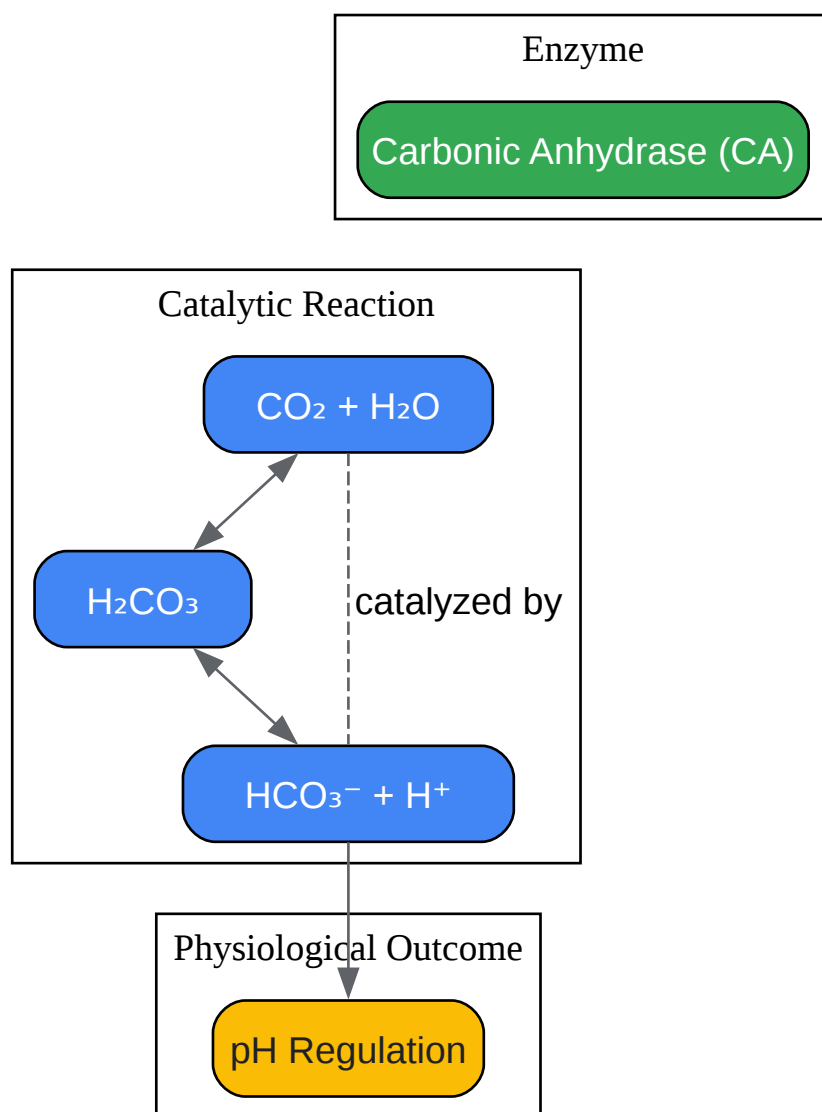 Enzyme
Carbonic Anhydrase (CA)
Catalytic Reaction
CO₂ + H₂O
H₂CO₃
catalyzed by
HCO₃⁻ + H⁺
Physiological Outcome
pH Regulation